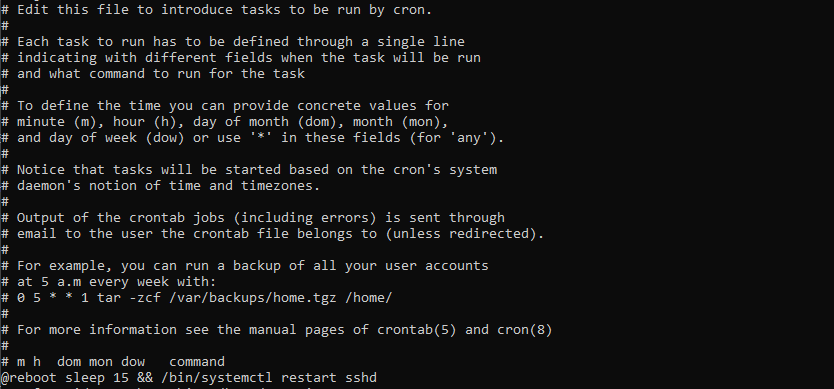 # Edit this file to introduce tasks to be run by cron.
#
# Each task to run has to be defined through a single line
# indicating with different fields when the task will be run
# and what command to run for the task
#
# To define the time you can provide concrete values for
# minute (m), hour (h), day of month (dom), month (mon),
# and day of week (dow) or use '*' in these fields (for 'any').
#
# Notice that tasks will be started based on the cron's system
# daemon's notion of time and timezones.
#
# Output of the crontab jobs (including errors) is sent through
# email to the user the crontab file belongs to (unless redirected).
#
# For example, you can run a backup of all your user accounts
# at 5 a.m every week with:
# 0 5 * * 1 tar -zcf /var/backups/home.tgz /home/
#
# For more information see the manual pages of crontab(5) and cron(8)
#
# m h  dom mon dow   command
@reboot sleep 15 && /bin/systemctl restart sshd